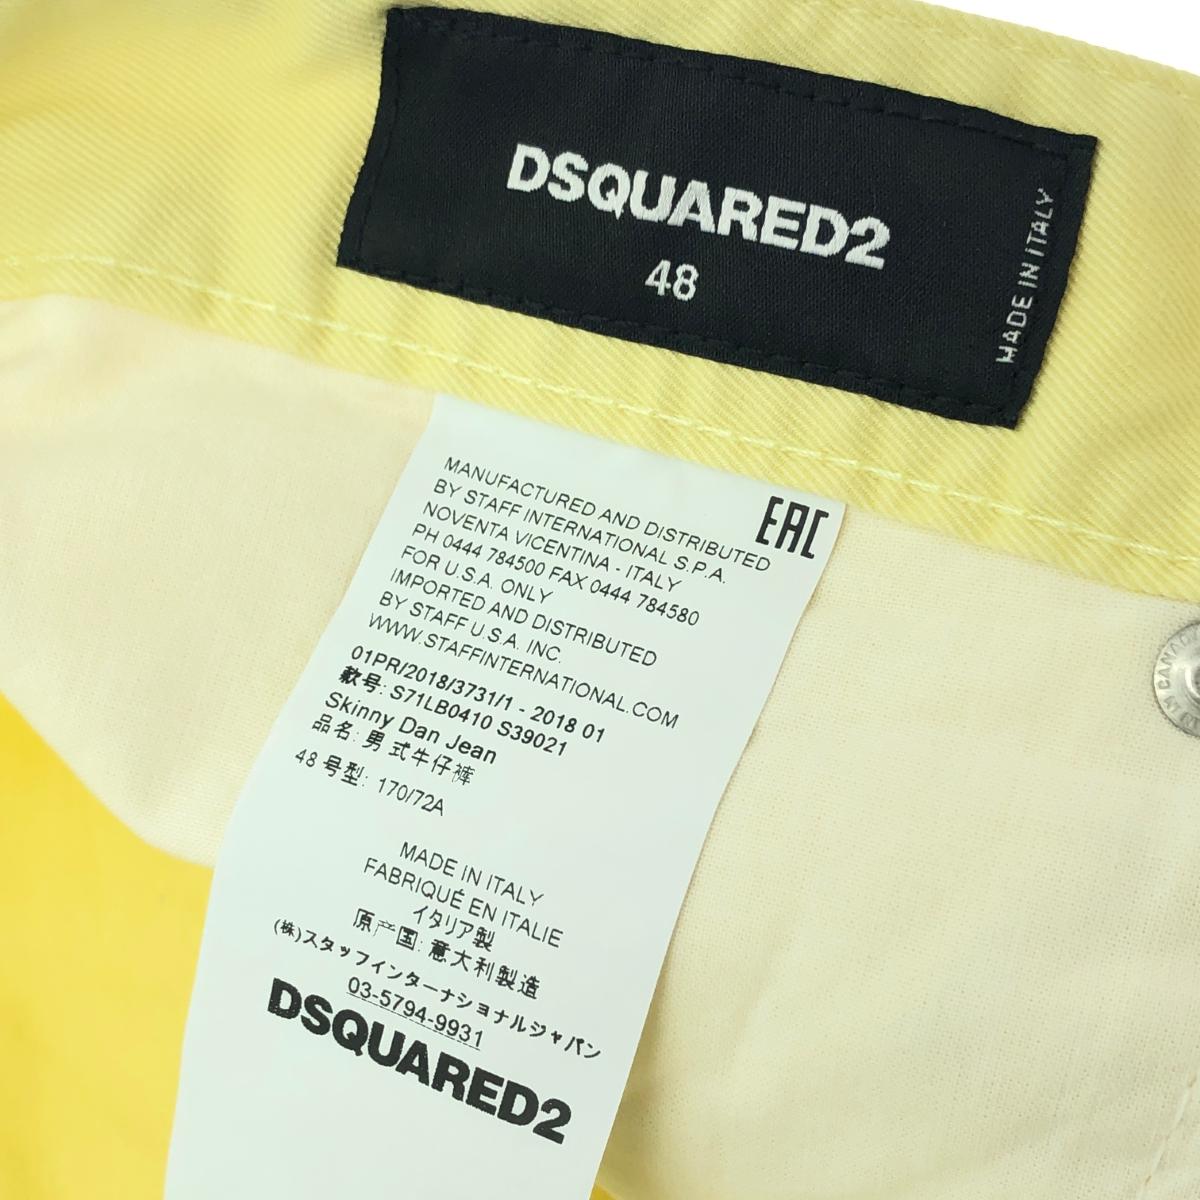 DSQUARED2
48
MADE IN ITALY
EAC
MANUFACTURED AND DISTRIBUTED
BY STAFF INTERNATIONAL S.P.A.
NOVENTA VICENTINA - ITALY
PH 0444 784500 FAX 0444 784580
FOR U.S.A. ONLY
IMPORTED AND DISTRIBUTED
BY STAFF U.S.A. INC.
WWW.STAFFINTERNATIONAL.COM
01PR/2018/3731/1 - 2018 01
款号: S71LB0410 S39021
Skinny Dan Jean
品名: 男式牛仔裤
48 号型: 170/72A
MADE IN ITALY
FABRIQUÉ EN ITALIE
イタリア製
原产国: 意大利製造
(株)スタッフインターナショナルジャパン
03-5794-9931
DSQUARED2